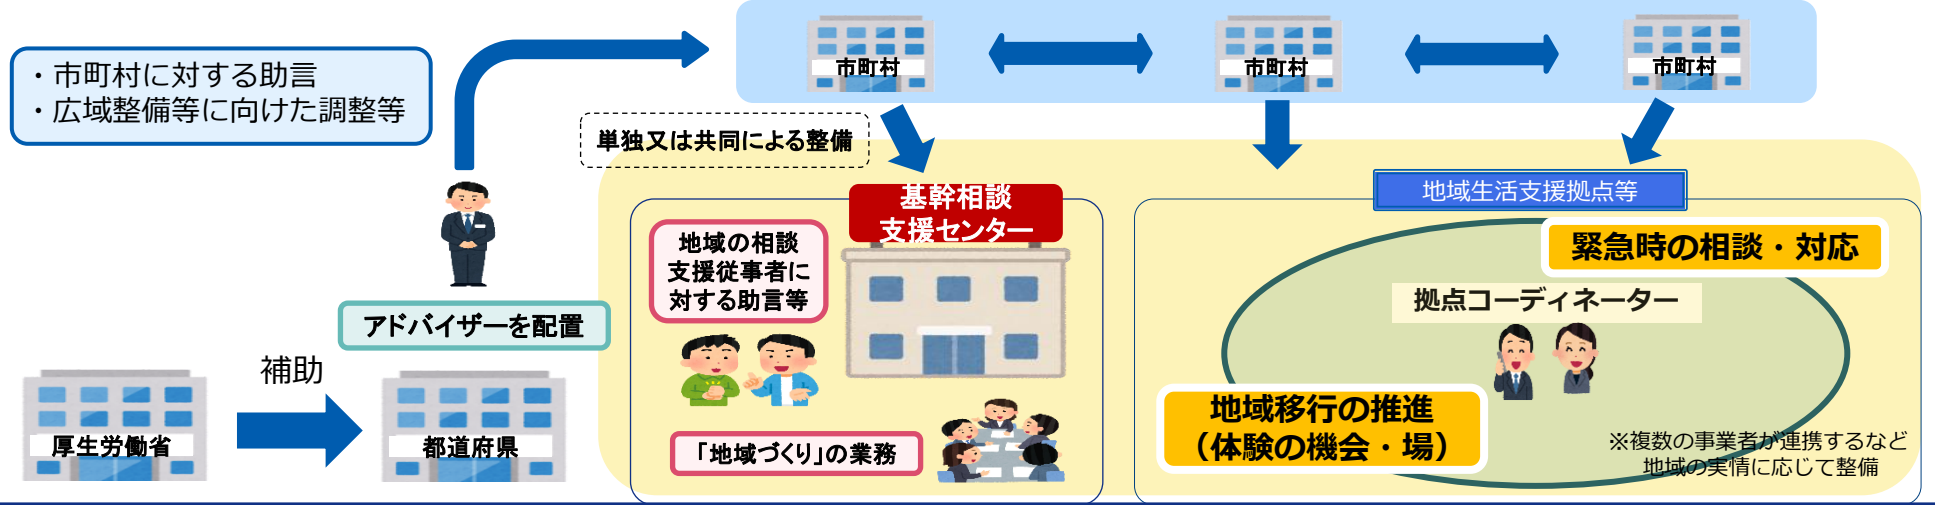 ・市町村に対する助言
・広域整備等に向けた調整等
市町村
市町村
市町村
単独又は共同による整備
基幹相談
支援センター
地域生活支援拠点等
地域の相談
支援従事者に
対する助言等
緊急時の相談・対応
拠点コーディネーター
アドバイザーを配置
補助
厚生労働省
都道府県
「地域づくり」の業務
地域移行の推進
（体験の機会・場）
※複数の事業者が連携するなど
地域の実情に応じて整備